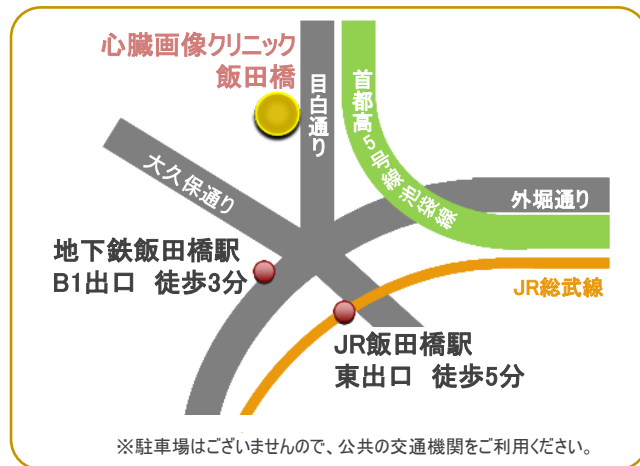 心臓画像クリニック
飯田橋
目白通り
首都高5号線池袋線
大久保通り
外堀通り
地下鉄飯田橋駅
B1出口　徒歩3分
JR総武線
JR飯田橋駅
東出口　徒歩5分
※駐車場はございませんので、公共の交通機関をご利用ください。